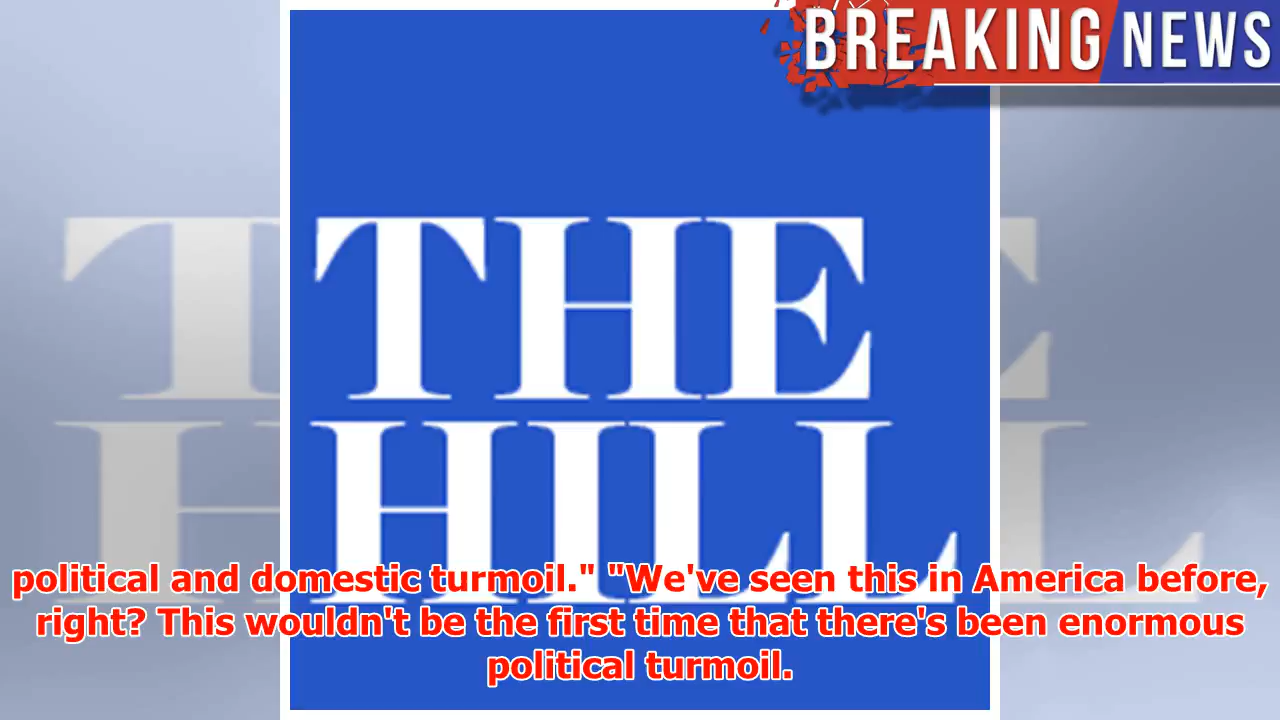 BREAKING NEWS
THE
HILL
political and domestic turmoil." "We've seen this in America before,
right? This wouldn't be the first time that there's been enormous
political turmoil.